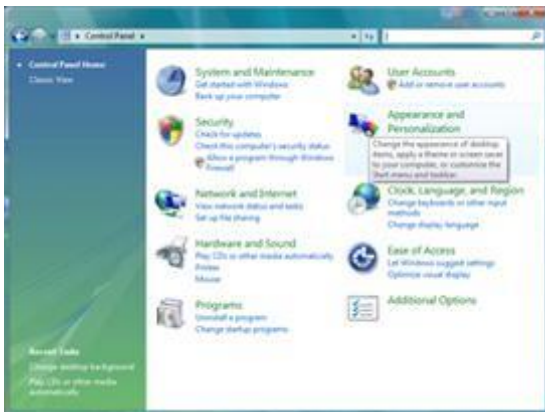 Control Panel
Control Panel Home
Classic View
System and Maintenance
Get started with Windows
Back up your computer
Security
Check for updates
Check this computer's security status
Allow a program through Windows
Firewall
Network and Internet
View network status and tasks
Set up file sharing
Hardware and Sound
Play CDs or other media automatically
Printer
Mouse
Programs
Uninstall a program
Change startup programs
User Accounts
Add or remove user accounts
Appearance and
Personalization
Change the appearance of desktop
items, apply a theme or screen saver
to your computer, or customize the
Start menu and taskbar.
Clock, Language, and Region
Change keyboards or other input
methods
Change display language
Ease of Access
Let Windows suggest settings
Optimize visual display
Additional Options
Recent Tasks
Change desktop background
Play CDs or other media
automatically